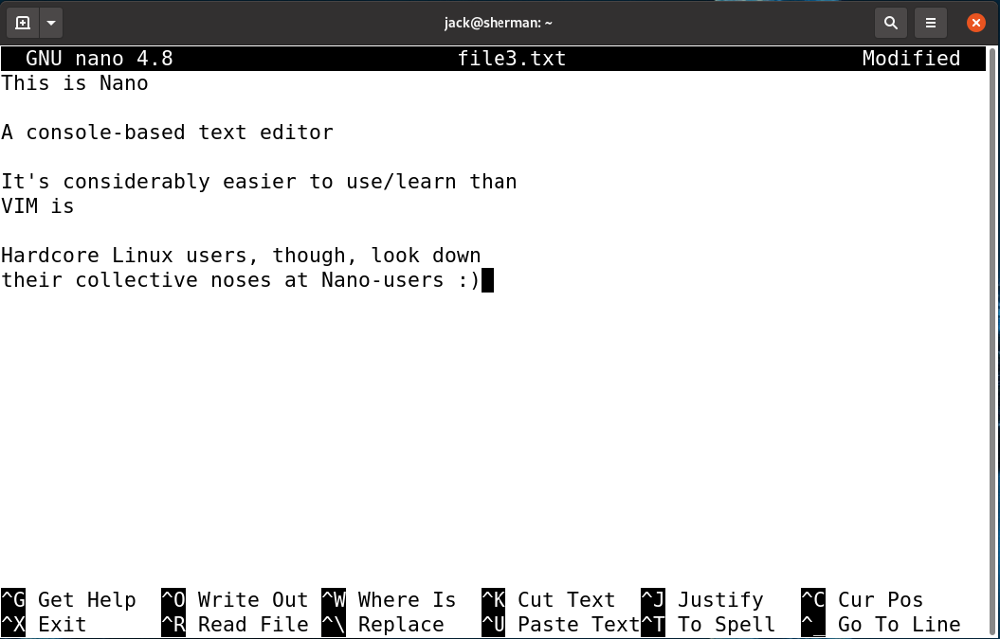 jack@sherman: ~
GNU nano 4.8 file3.txt Modified
This is Nano
A console-based text editor
It's considerably easier to use/learn than
VIM is
Hardcore Linux users, though, look down
their collective noses at Nano-users :)
^G Get Help ^O Write Out ^W Where Is ^K Cut Text ^J Justify ^C Cur Pos
^X Exit ^R Read File ^\ Replace ^U Paste Text ^T To Spell ^_ Go To Line